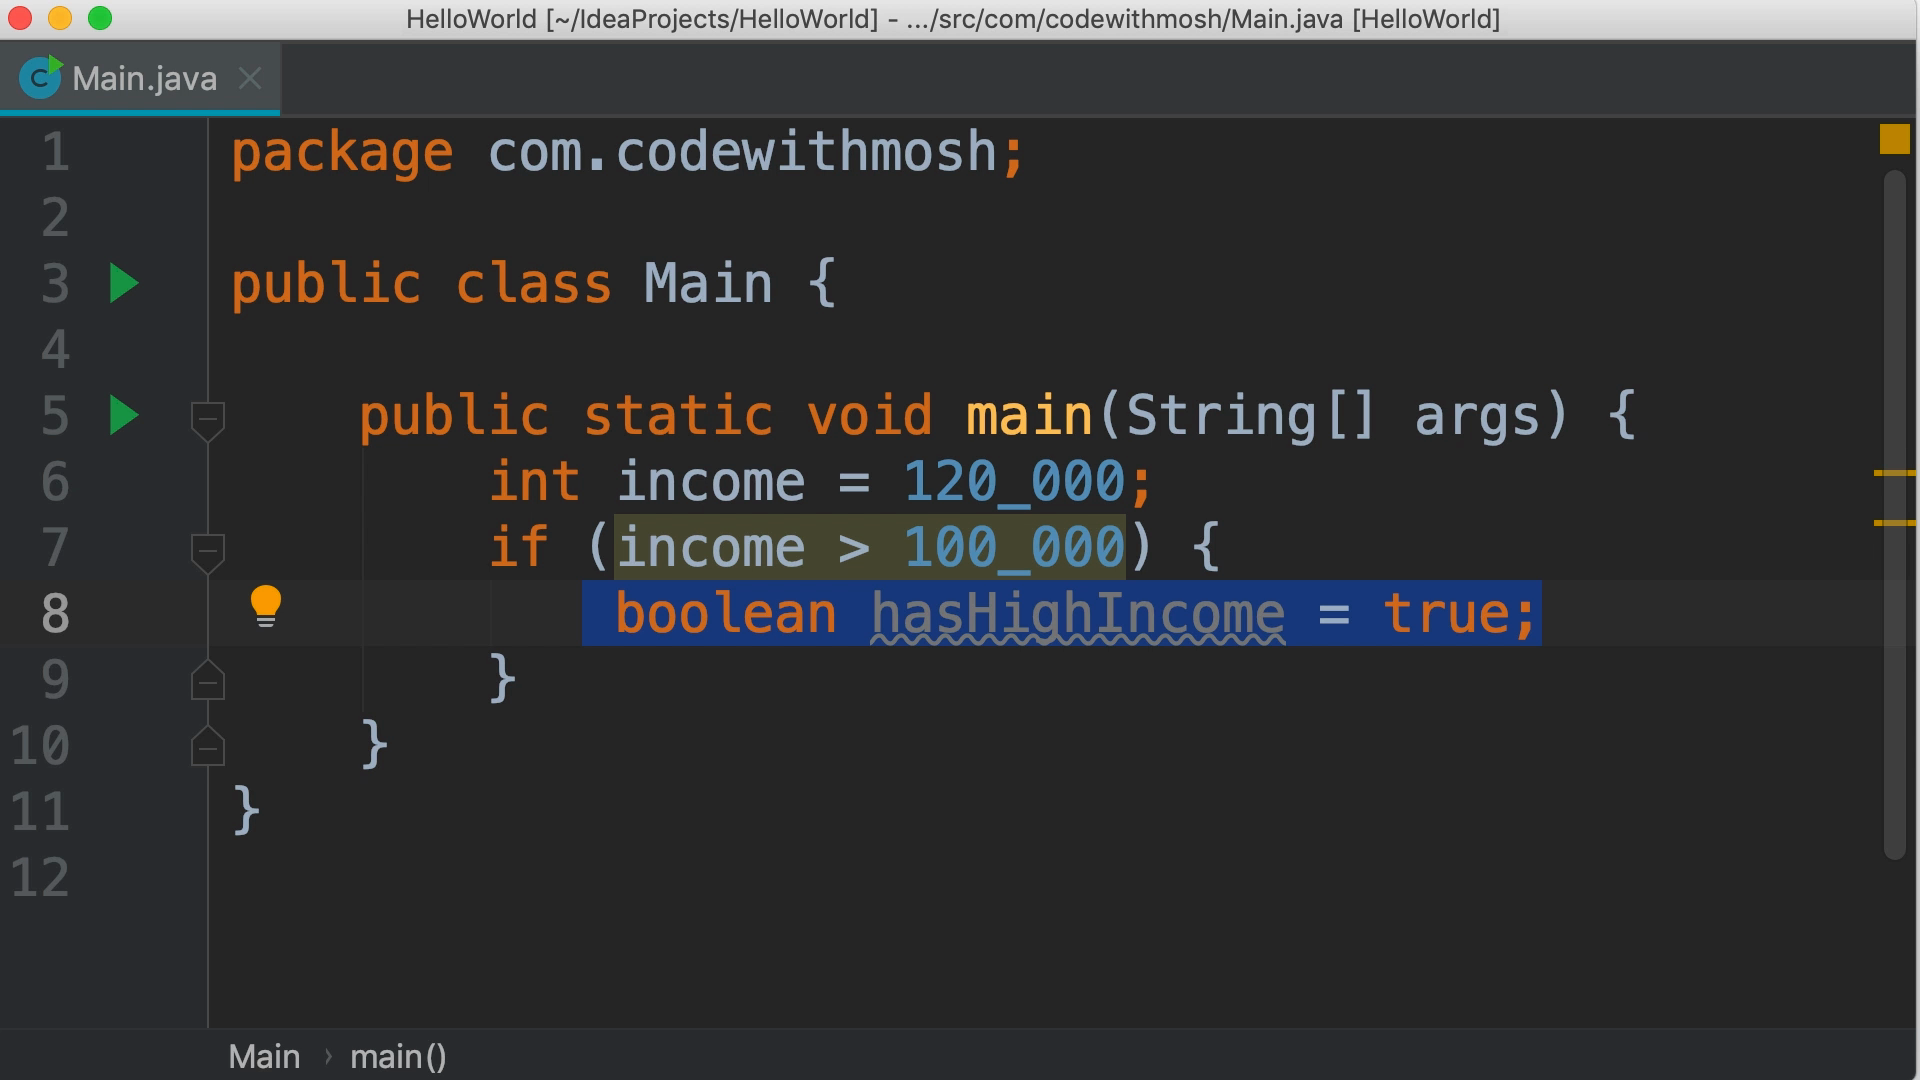 HelloWorld [~/IdeaProjects/HelloWorld] - .../src/com/codewithmosh/Main.java [HelloWorld]
C Main.java
1 package com.codewithmosh;
2
3 public class Main {
4
5     public static void main(String[] args) {
6         int income = 120_000;
7         if (income > 100_000) {
8             boolean hasHighIncome = true;
9         }
10     }
11 }
12
Main › main()